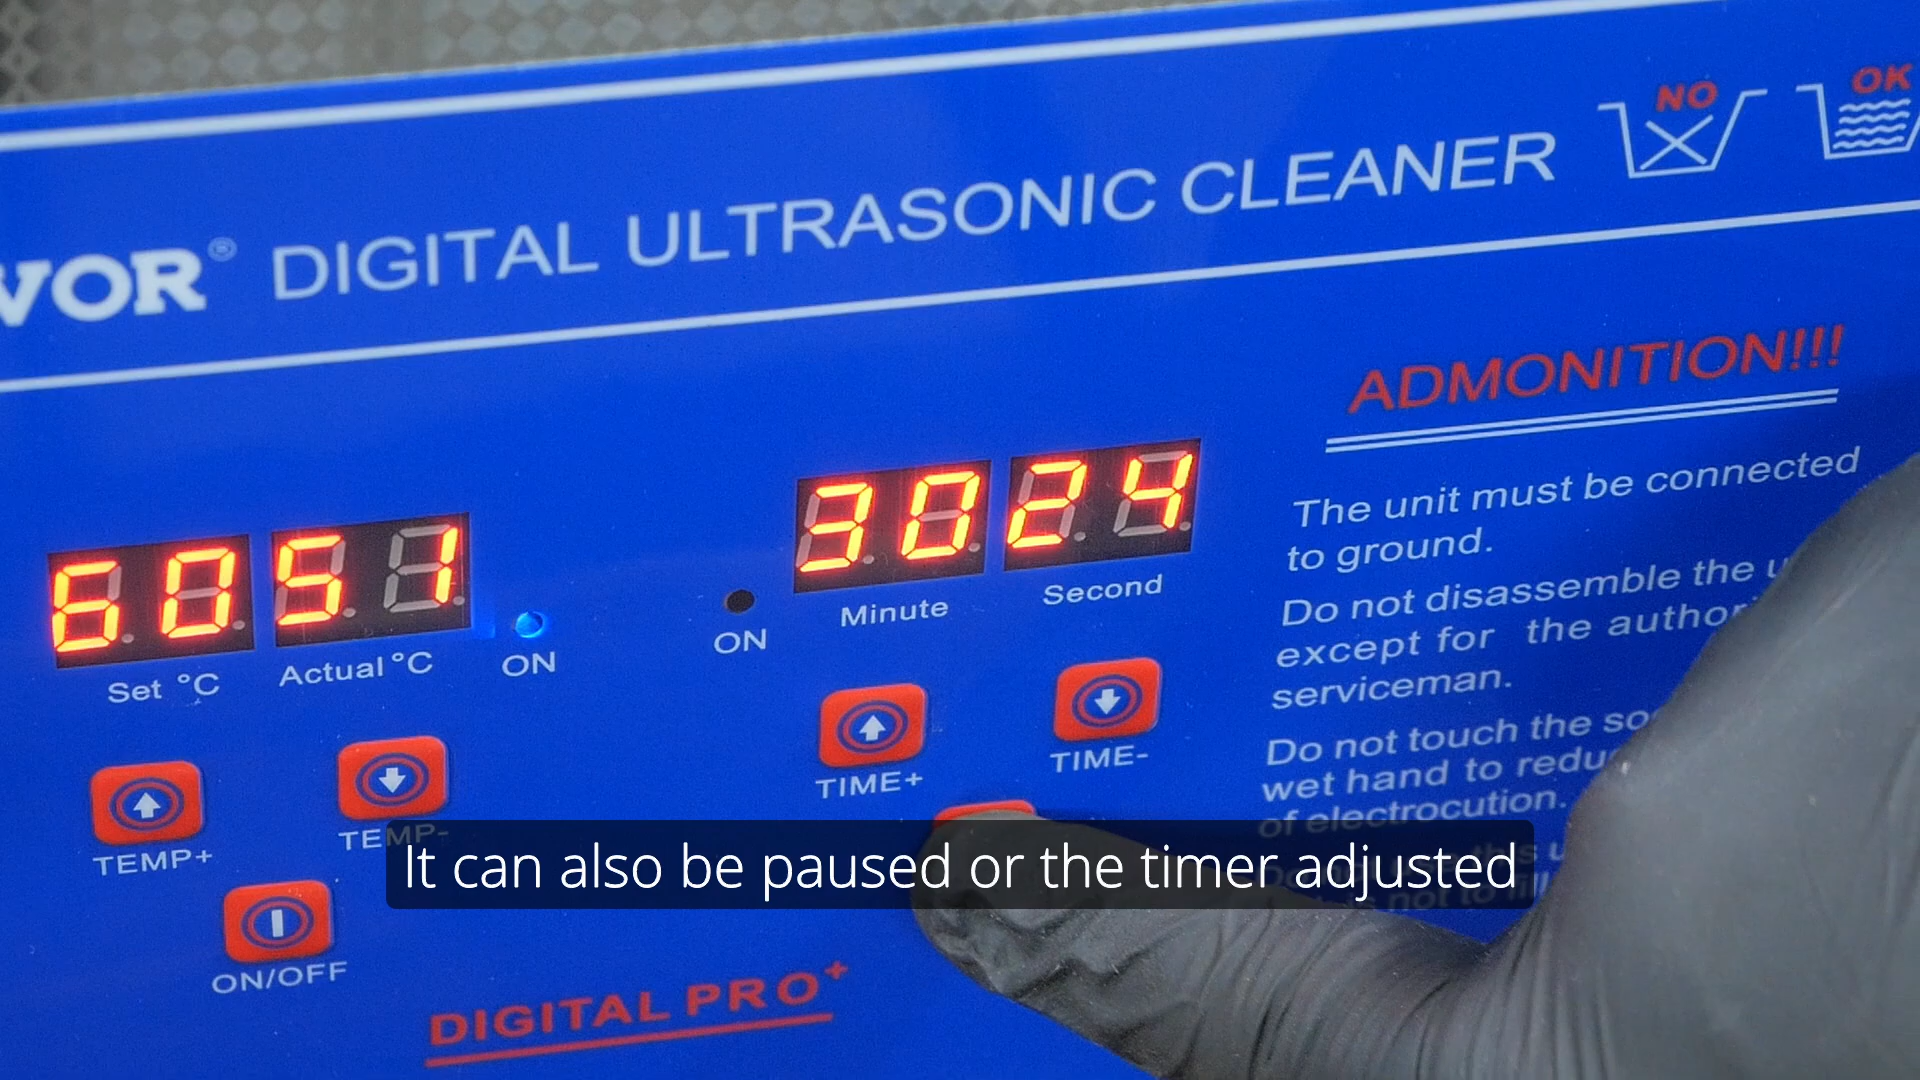 VOR® DIGITAL ULTRASONIC CLEANER
NO
OK
ADMONITION!!!
The unit must be connected
to ground.
Do not disassemble the
except for the
serviceman.
Do not touch the
wet hand to
of electrocution.
60 51
Set °C
Actual °C
ON
ON
30 24
Minute
Second
TEMP+
TEMP-
ON/OFF
TIME+
TIME-
It can also be paused or the timer adjusted
DIGITAL PRO+